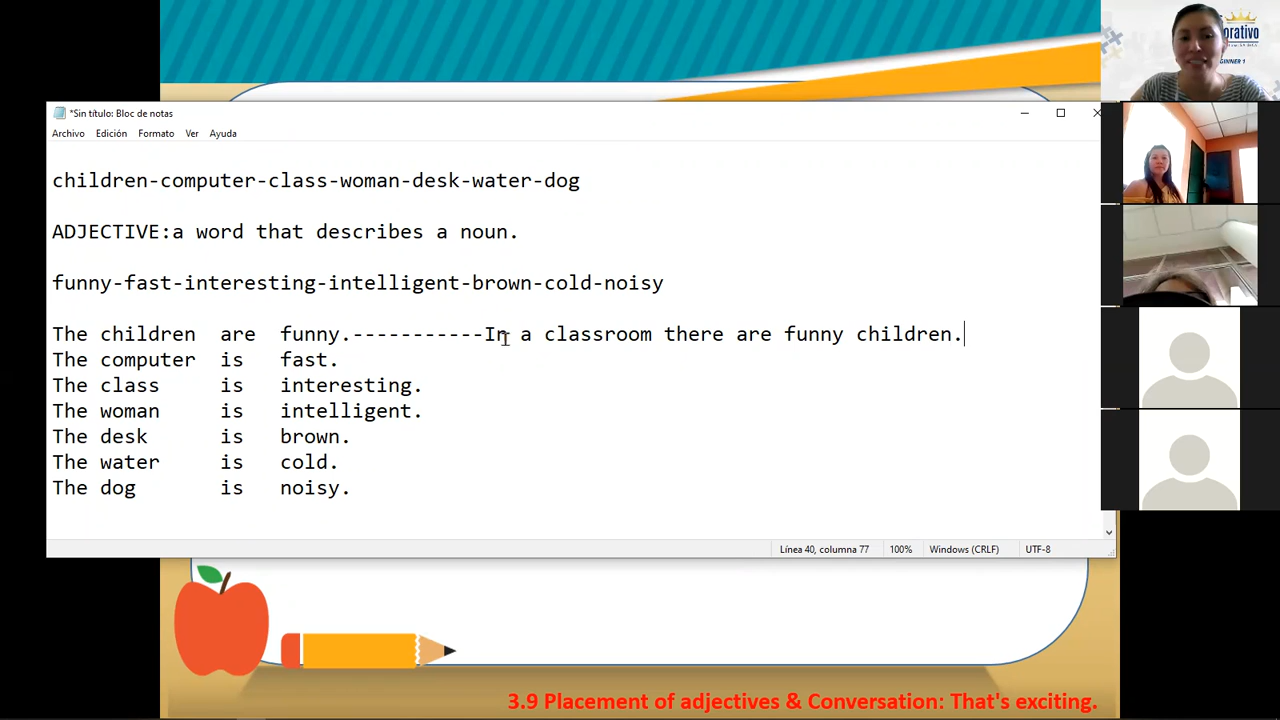 *Sin título: Bloc de notas
Archivo Edición Formato Ver Ayuda
children-computer-class-woman-desk-water-dog
ADJECTIVE:a word that describes a noun.
funny-fast-interesting-intelligent-brown-cold-noisy
The children are funny.-----------In a classroom there are funny children.
The computer is fast.
The class is interesting.
The woman is intelligent.
The desk is brown.
The water is cold.
The dog is noisy.
Línea 40, columna 77 100% Windows (CRLF) UTF-8
3.9 Placement of adjectives & Conversation: That's exciting.